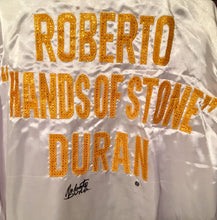 ROBERTO
"HANDS OF STONE"
DURAN